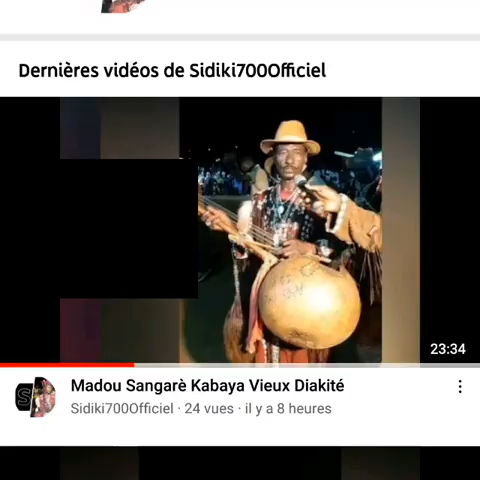 Dernières vidéos de Sidiki700Officiel
23:34
Madou Sangarè Kabaya Vieux Diakité
Sidiki700Officiel · 24 vues · il y a 8 heures